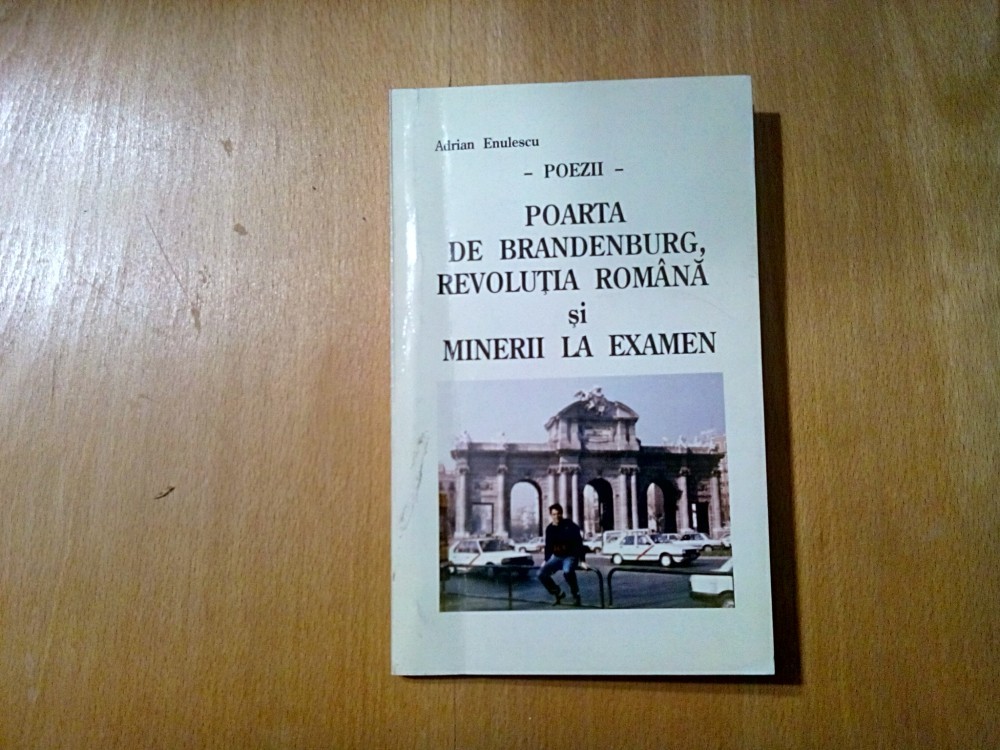 Adrian Enulescu
- POEZII -
POARTA
DE BRANDENBURG,
REVOLUȚIA ROMÂNĂ
și
MINERII LA EXAMEN